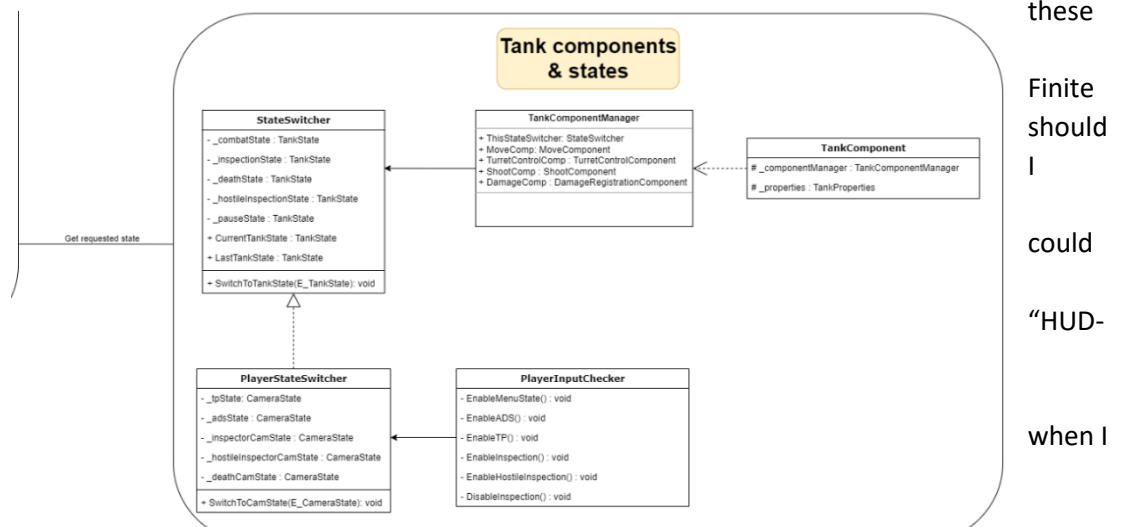 these
Finite
should
I
could
“HUD-
when I
Get requested state
Tank components
& states
StateSwitcher
- _combatState : TankState
- _inspectionState : TankState
- _deathState : TankState
- _hostileInspectionState : TankState
- _pauseState : TankState
+ CurrentTankState : TankState
+ LastTankState : TankState
+ SwitchToTankState(E_TankState): void
TankComponentManager
+ ThisStateSwitcher: StateSwitcher
+ MoveComp: MoveComponent
+ TurretControlComp : TurretControlComponent
+ ShootComp : ShootComponent
+ DamageComp : DamageRegistrationComponent
TankComponent
# _componentManager : TankComponentManager
# _properties : TankProperties
PlayerStateSwitcher
- _tpState: CameraState
- _adsState : CameraState
- _inspectorCamState : CameraState
- _hostileInspectorCamState : CameraState
- _deathCamState : CameraState
+ SwitchToCamState(E_CameraState): void
PlayerInputChecker
- EnableMenuState() : void
- EnableADS() : void
- EnableTP() : void
- EnableInspection() : void
- EnableHostileInspection() : void
- DisableInspection() : void